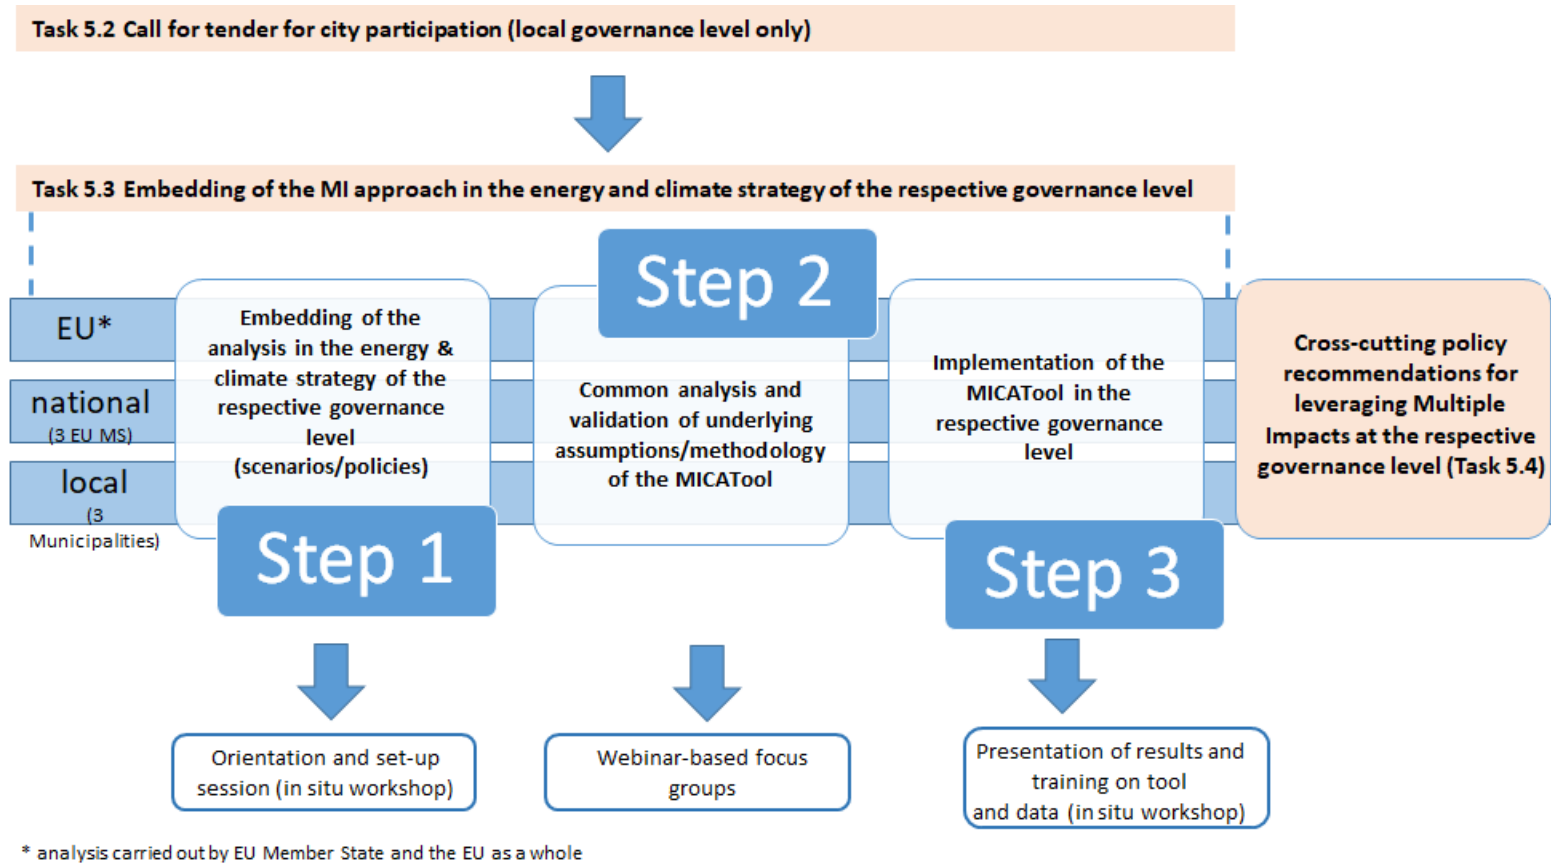 Task 5.2 Call for tender for city participation (local governance level only)
Task 5.3 Embedding of the MI approach in the energy and climate strategy of the respective governance level
EU*
national
(3 EU MS)
local
(3
Municipalities)
Embedding of the
analysis in the energy &
climate strategy of the
respective governance
level
(scenarios/policies)
Step 1
Step 2
Common analysis and
validation of underlying
assumptions/methodology
of the MICATool
Implementation of the
MICATool in the
respective governance
level
Step 3
Cross-cutting policy
recommendations for
leveraging Multiple
Impacts at the respective
governance level (Task 5.4)
Orientation and set-up
session (in situ workshop)
Webinar-based focus
groups
Presentation of results and
training on tool
and data (in situ workshop)
* analysis carried out by EU Member State and the EU as a whole